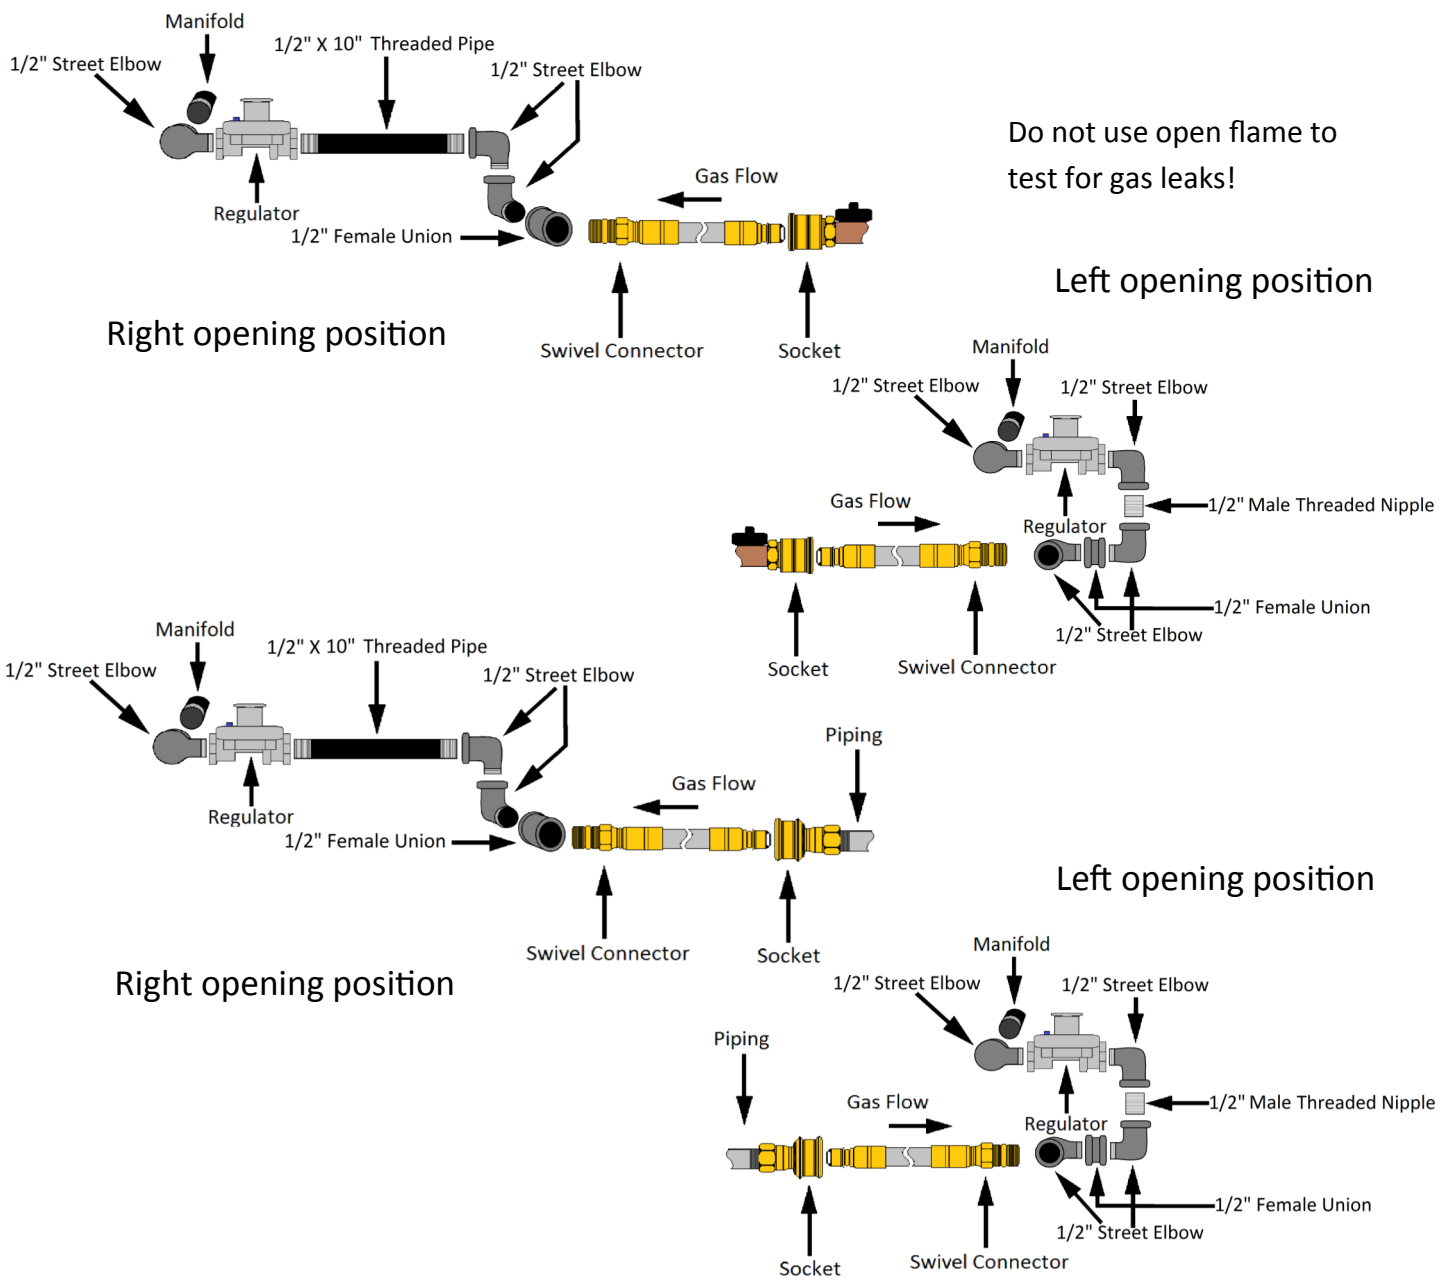 Manifold
1/2" X 10" Threaded Pipe
1/2" Street Elbow
1/2" Street Elbow
Gas Flow
Regulator
1/2" Female Union
Swivel Connector
Socket
Right opening position
Do not use open flame to
test for gas leaks!
Left opening position
Manifold
1/2" Street Elbow
1/2" Street Elbow
Gas Flow
1/2" Male Threaded Nipple
Regulator
1/2" Female Union
1/2" Street Elbow
Socket
Swivel Connector
Manifold
1/2" X 10" Threaded Pipe
1/2" Street Elbow
1/2" Street Elbow
Piping
Gas Flow
Regulator
1/2" Female Union
Swivel Connector
Socket
Right opening position
Left opening position
Manifold
1/2" Street Elbow
1/2" Street Elbow
Piping
Gas Flow
1/2" Male Threaded Nipple
Regulator
1/2" Female Union
1/2" Street Elbow
Socket
Swivel Connector